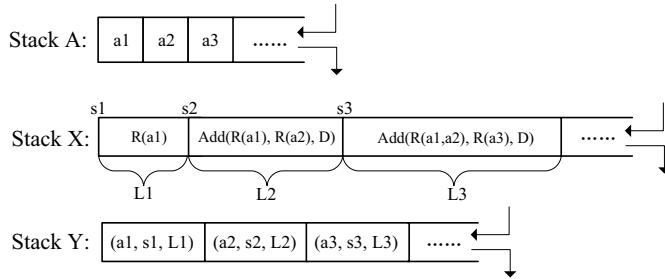 Stack A: a1 a2 a3 ......
s1 s2 s3
Stack X: R(a1) Add(R(a1), R(a2), D) Add(R(a1,a2), R(a3), D) ......
L1 L2 L3
Stack Y: (a1, s1, L1) (a2, s2, L2) (a3, s3, L3) ......